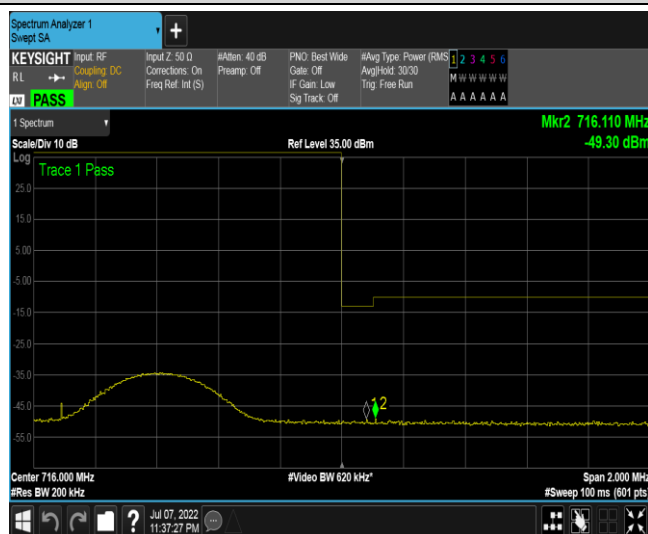 Spectrum Analyzer 1
Swept SA
+
KEYSIGHT
RL
LXI PASS
Input: RF
Coupling: DC
Align: Off
Input Z: 50 Ω
Corrections: On
Freq Ref: Int (S)
#Atten: 40 dB
Preamp: Off
PNO: Best Wide
Gate: Off
IF Gain: Low
Sig Track: Off
#Avg Type: Power (RMS
Avg|Hold: 30/30
Trig: Free Run
1 2 3 4 5 6
M W W W W W
A A A A A A
1 Spectrum
Mkr2 716.110 MHz
Scale/Div 10 dB
Ref Level 35.00 dBm
-49.30 dBm
Log
Trace 1 Pass
25.0
15.0
5.00
-5.00
-15.0
-25.0
-35.0
-45.0
-55.0
1 2
Center 716.000 MHz
#Video BW 620 kHz*
Span 2.000 MHz
#Res BW 200 kHz
#Sweep 100 ms (601 pts)
?
Jul 07, 2022
11:37:27 PM